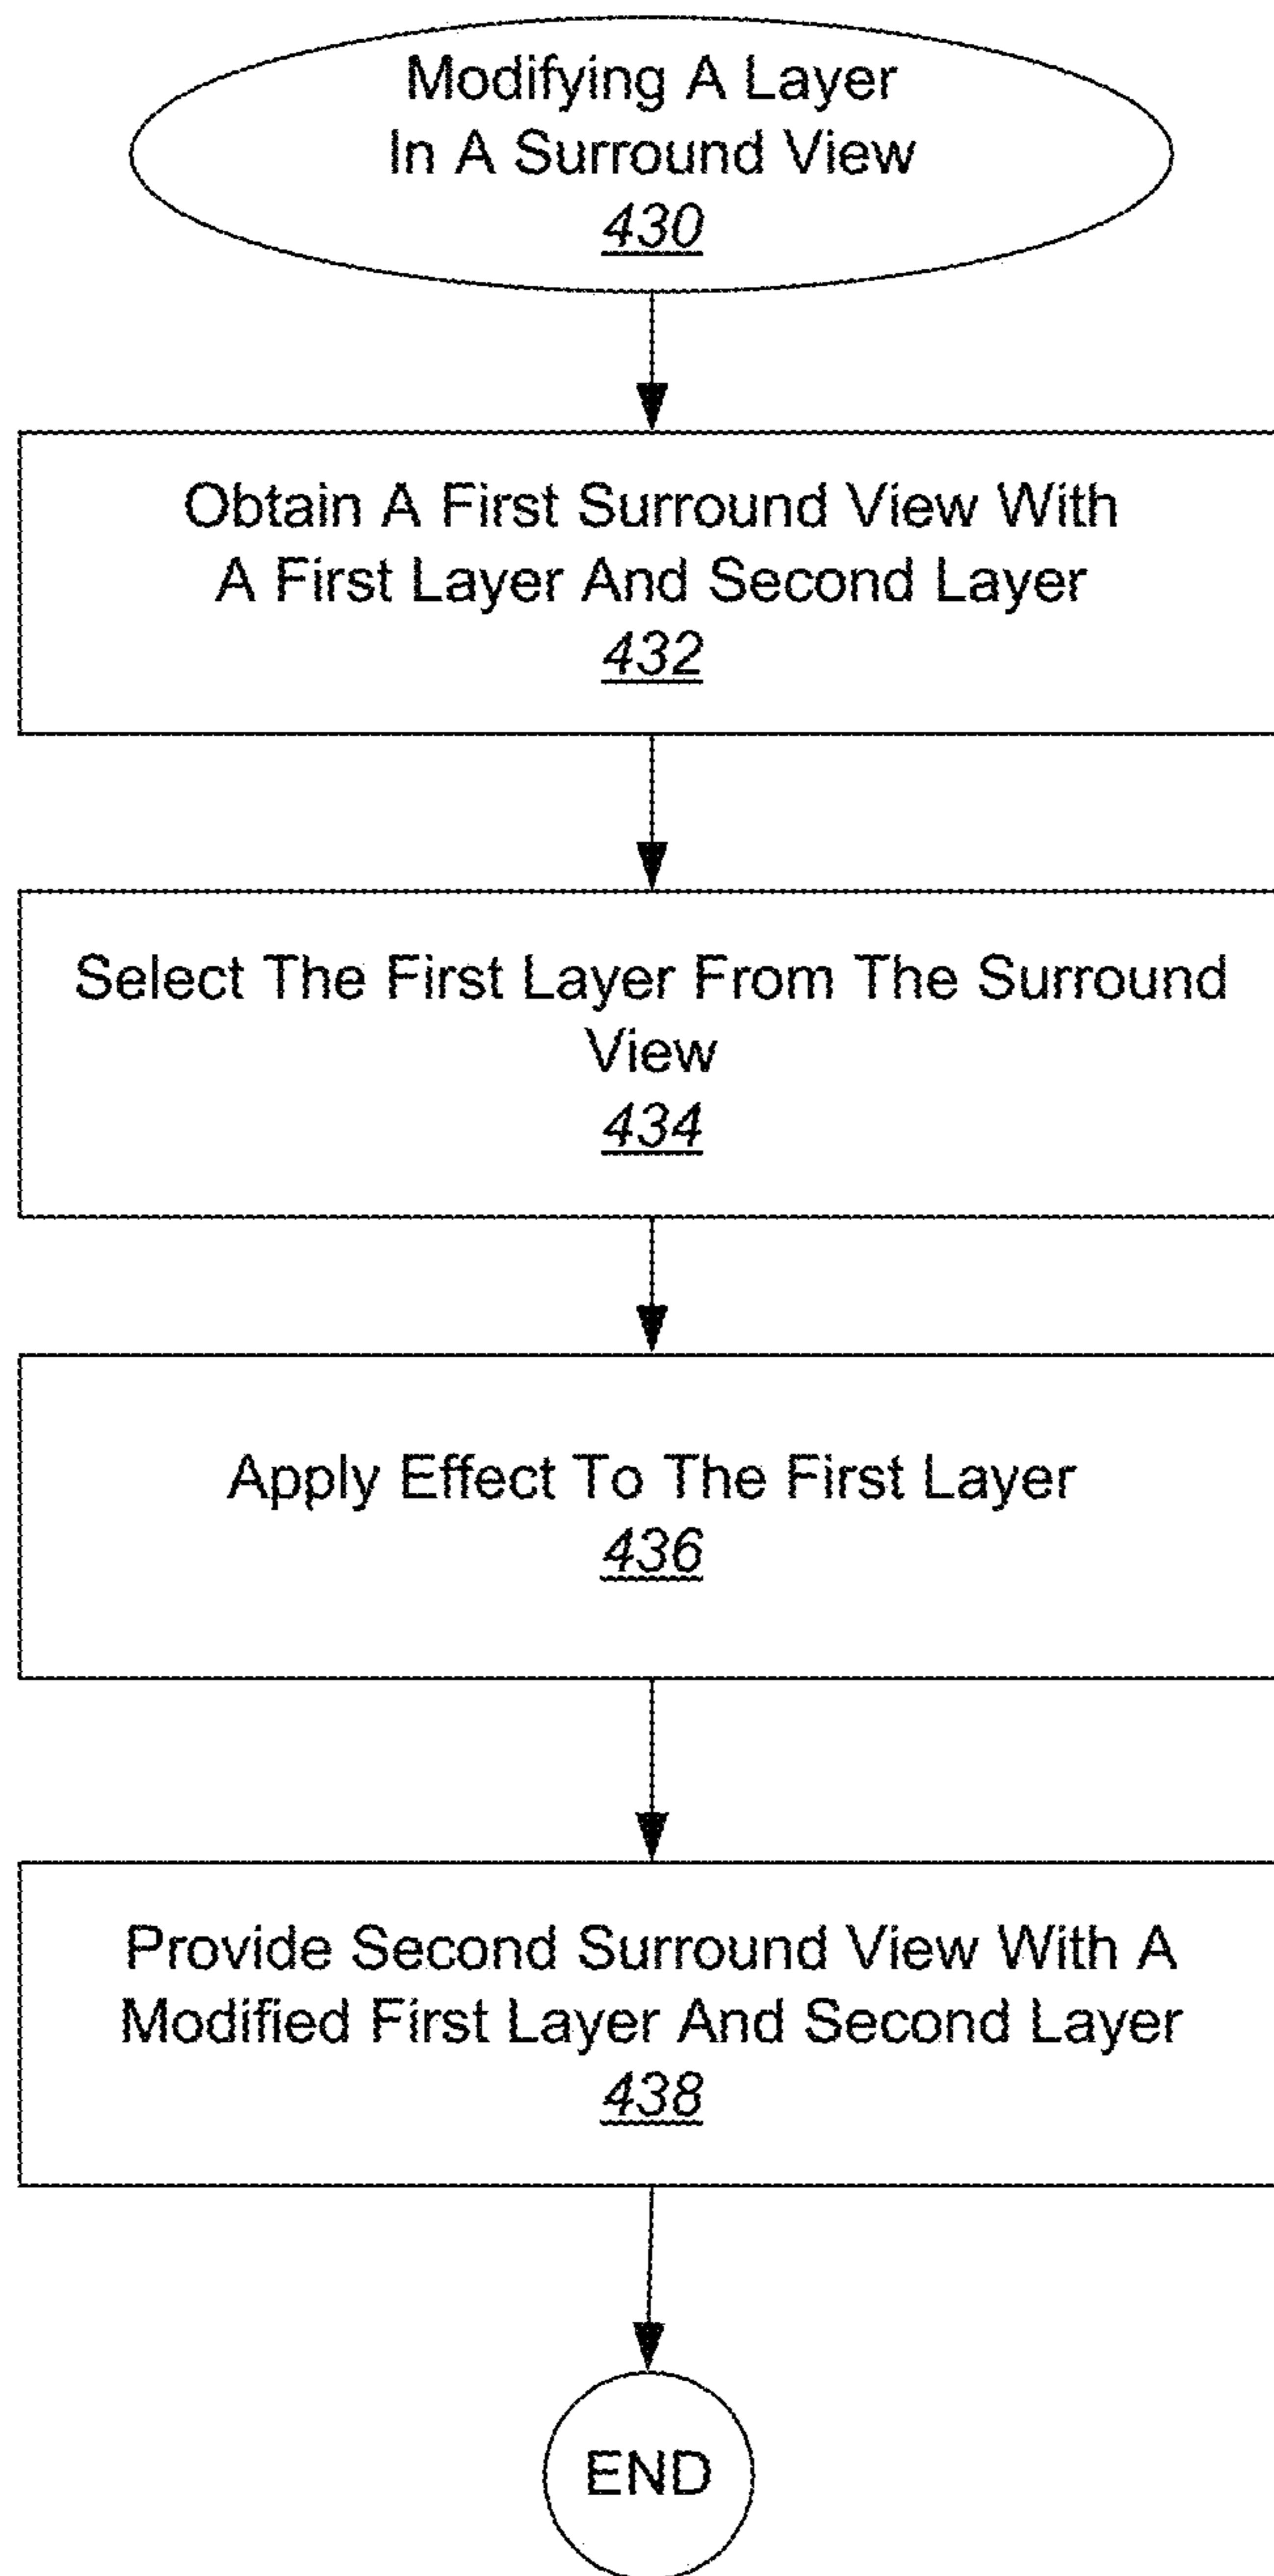 Modifying A Layer
In A Surround View
430
Obtain A First Surround View With
A First Layer And Second Layer
432
Select The First Layer From The Surround
View
434
Apply Effect To The First Layer
436
Provide Second Surround View With A
Modified First Layer And Second Layer
438
END